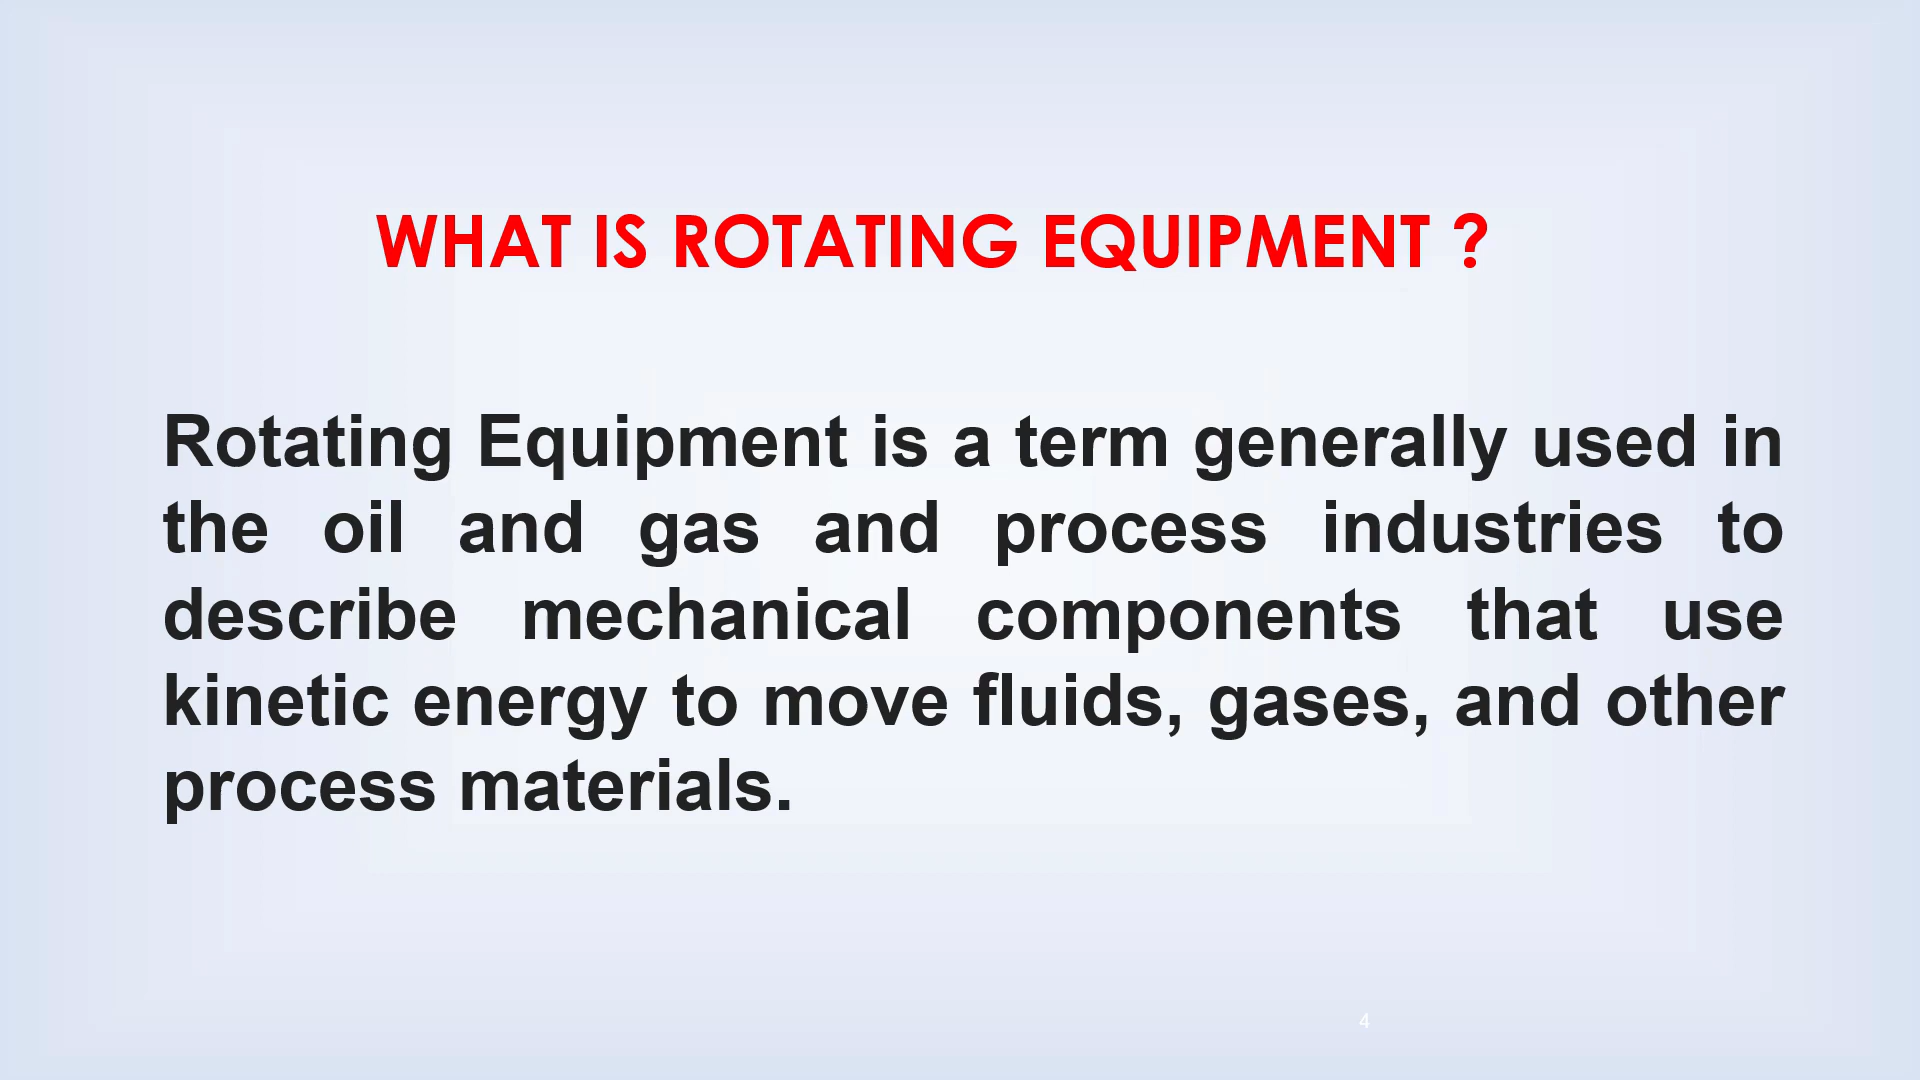 WHAT IS ROTATING EQUIPMENT ?
Rotating Equipment is a term generally used in
the oil and gas and process industries to
describe mechanical components that use
kinetic energy to move fluids, gases, and other
process materials.
4